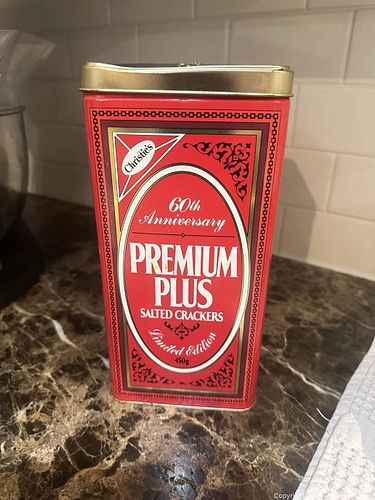 Christie's
60th
Anniversary
PREMIUM
PLUS
SALTED CRACKERS
Limited Edition
450g